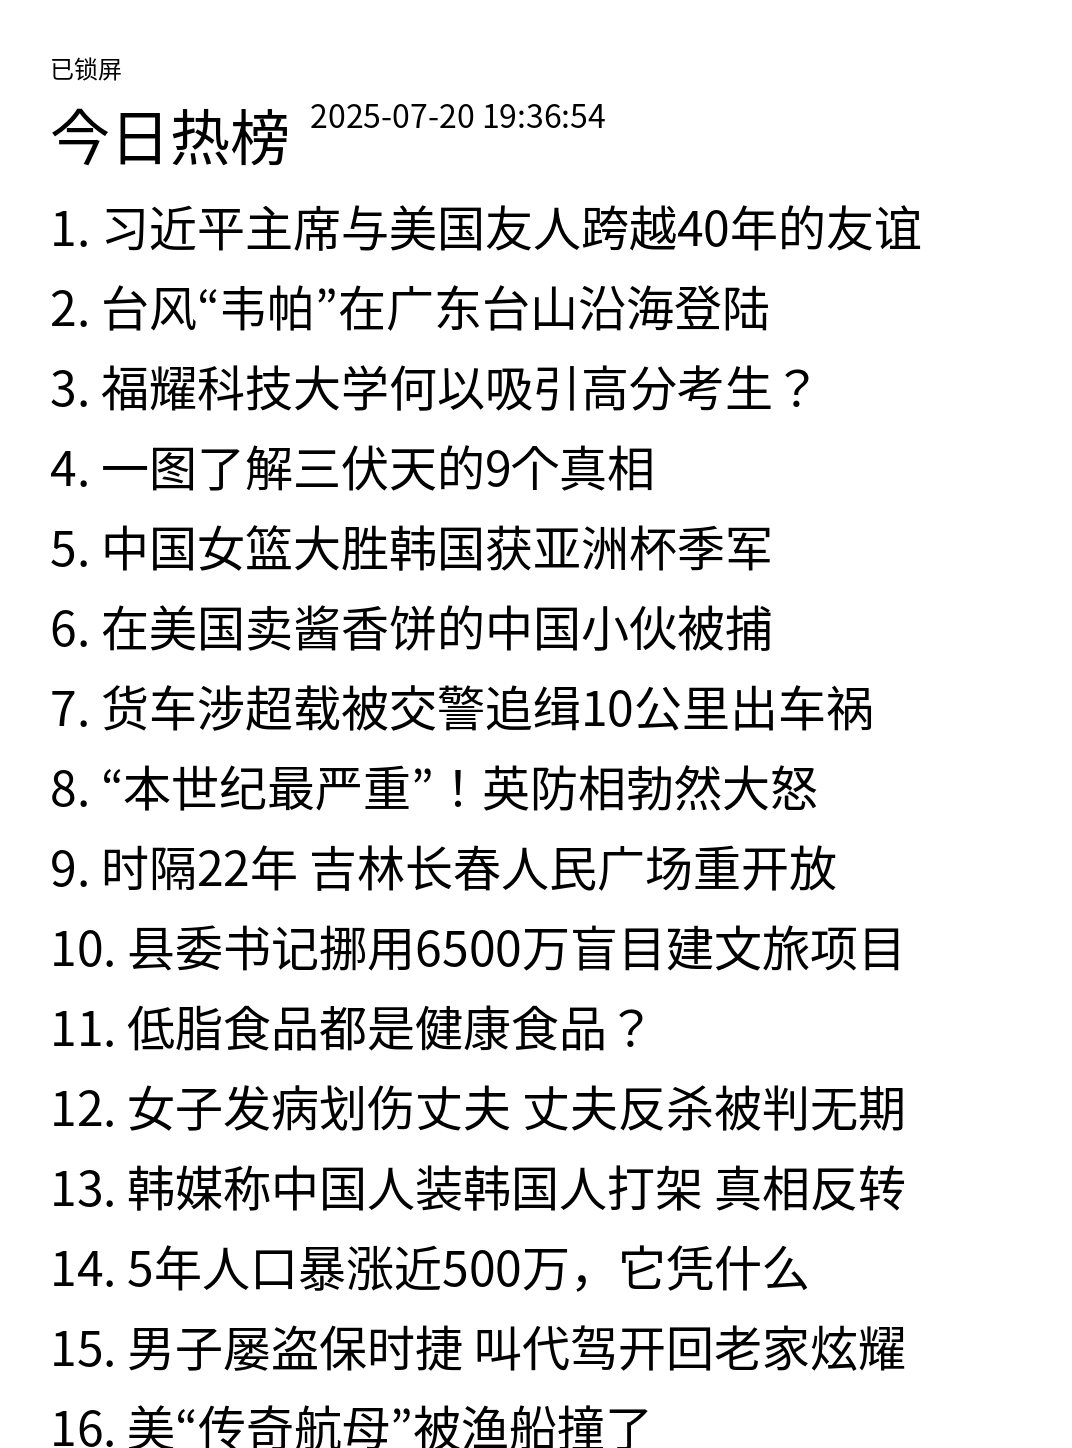 已锁屏
今日热榜 2025-07-20 19:36:54
1. 习近平主席与美国友人跨越40年的友谊
2. 台风“韦帕”在广东台山沿海登陆
3. 福耀科技大学何以吸引高分考生？
4. 一图了解三伏天的9个真相
5. 中国女篮大胜韩国获亚洲杯季军
6. 在美国卖酱香饼的中国小伙被捕
7. 货车涉超载被交警追缉10公里出车祸
8. “本世纪最严重”！英防相勃然大怒
9. 时隔22年 吉林长春人民广场重开放
10. 县委书记挪用6500万盲目建文旅项目
11. 低脂食品都是健康食品？
12. 女子发病划伤丈夫 丈夫反杀被判无期
13. 韩媒称中国人装韩国人打架 真相反转
14. 5年人口暴涨近500万，它凭什么
15. 男子屡盗保时捷 叫代驾开回老家炫耀
16. 美“传奇航母”被渔船撞了